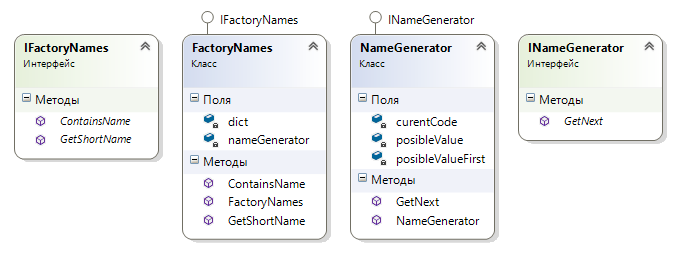 IFactoryNames
INameGenerator
IFactoryNames
Интерфейс
Методы
ContainsName
GetShortName
FactoryNames
Класс
Поля
dict
nameGenerator
Методы
ContainsName
FactoryNames
GetShortName
NameGenerator
Класс
Поля
curentCode
posibleValue
posibleValueFirst
Методы
GetNext
NameGenerator
INameGenerator
Интерфейс
Методы
GetNext